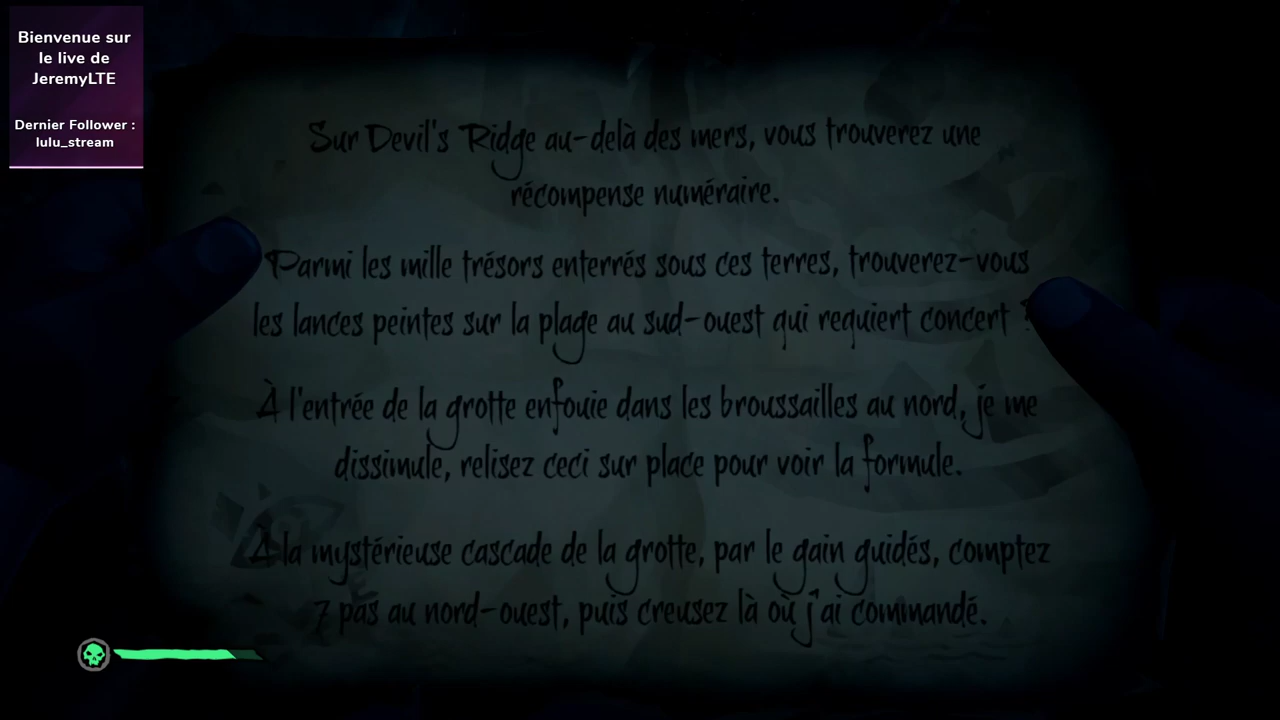 Bienvenue sur
le live de
JeremyLTE
Dernier Follower :
lulu_stream
Sur Devil's Ridge au-delà des mers, vous trouverez une
récompense numéraire.
Parmi les mille trésors enterrés sous ces terres, trouverez-vous
les lances peintes sur la plage au sud-ouest qui requiert concert ?
À l'entrée de la grotte enfouie dans les broussailles au nord, je me
dissimule, relisez ceci sur place pour voir la formule.
À la mystérieuse cascade de la grotte, par le gain guidés, comptez
7 pas au nord-ouest, puis creusez là où j'ai commandé.